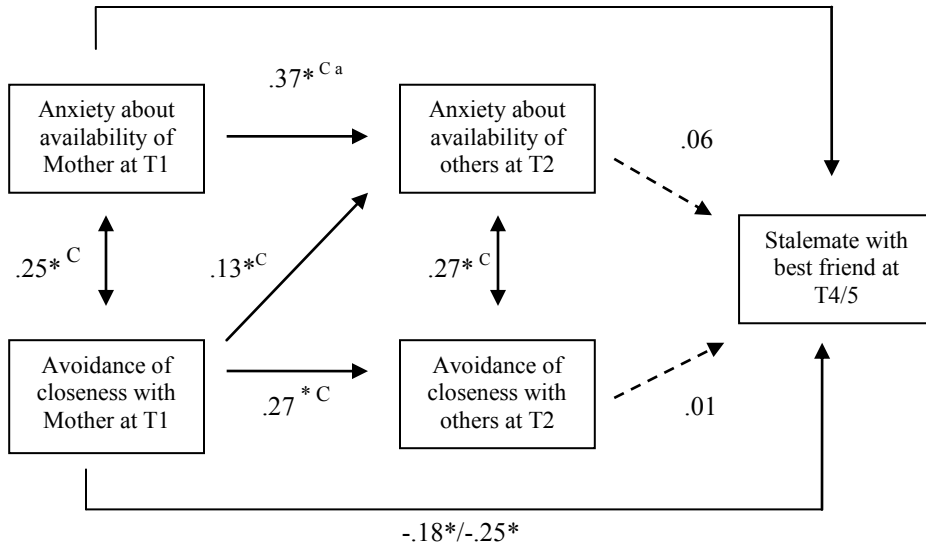 .37* C a
Anxiety about
availability of
Mother at T1
Anxiety about
availability of
others at T2
.06
.25* C
.13*C
.27* C
Stalemate with
best friend at
T4/5
Avoidance of
closeness with
Mother at T1
.27 * C
Avoidance of
closeness with
others at T2
.01
-.18*/-.25*